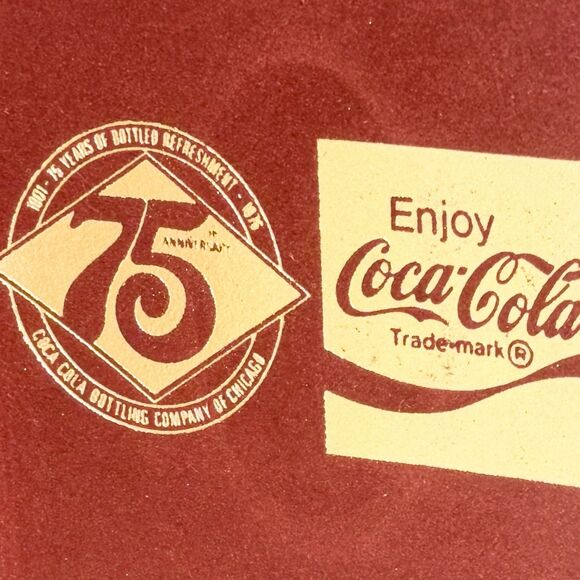 1901 - 75 YEARS OF BOTTLED REFRESHMENT - 1976
75
TH
ANNIVERSARY
COCA COLA BOTTLING COMPANY OF CHICAGO
Enjoy
Coca-Cola
Trade-mark ®